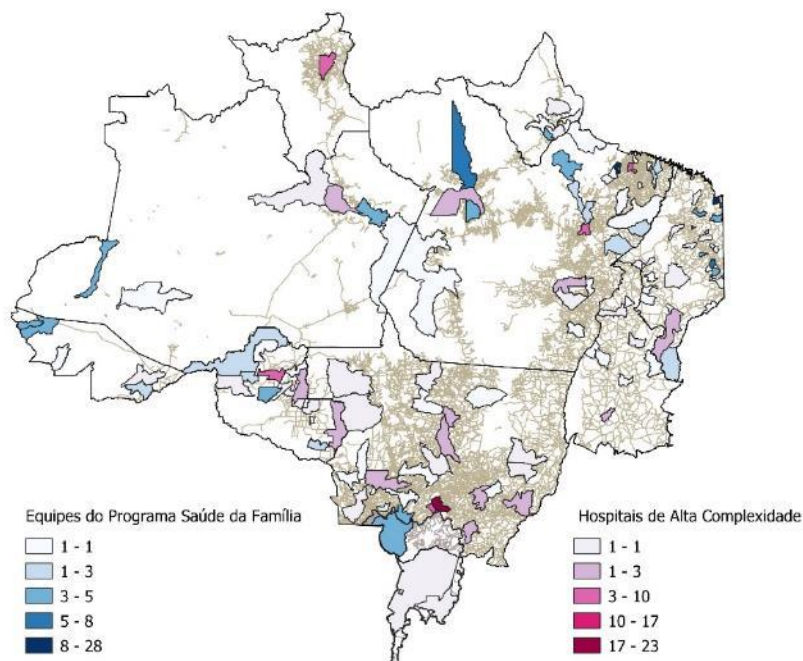 Equipes do Programa Saúde da Família
1 - 1
1 - 3
3 - 5
5 - 8
8 - 28
Hospitais de Alta Complexidade
1 - 1
1 - 3
3 - 10
10 - 17
17 - 23